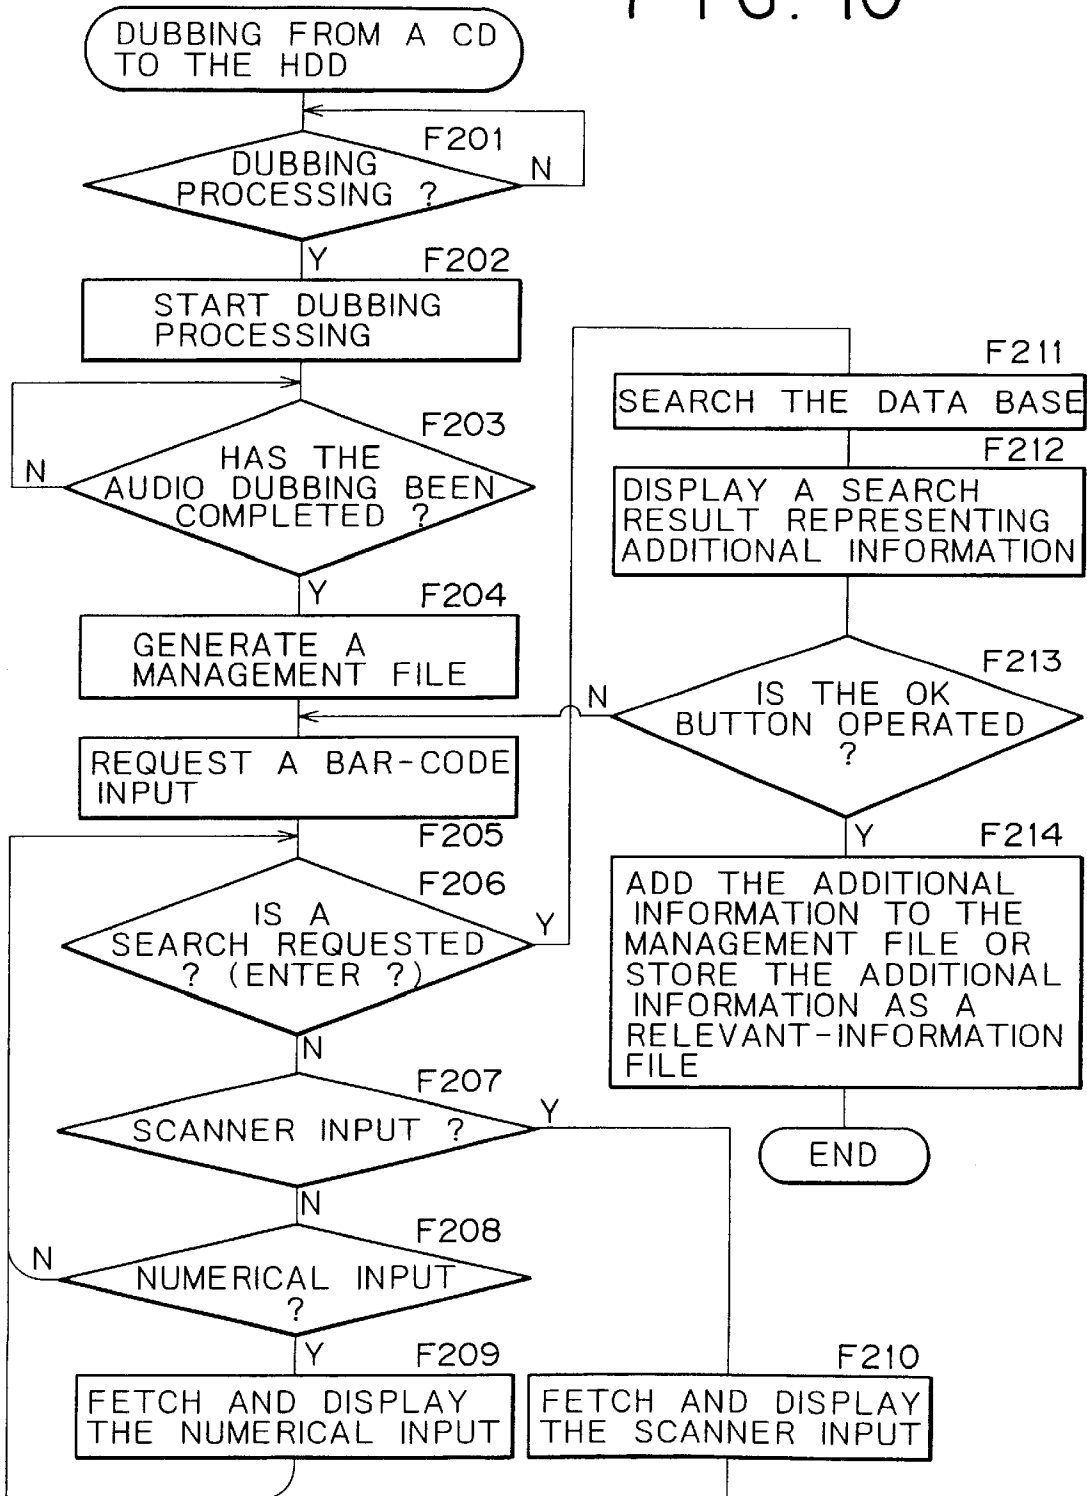 FIG. 10
DUBBING FROM A CD
TO THE HDD
F201
DUBBING
PROCESSING ?
N
Y
F202
START DUBBING
PROCESSING
F203
HAS THE
AUDIO DUBBING BEEN
COMPLETED ?
N
Y
F204
GENERATE A
MANAGEMENT FILE
REQUEST A BAR-CODE
INPUT
F205
F206
IS A
SEARCH REQUESTED
? (ENTER ?)
Y
N
F207
SCANNER INPUT ?
Y
N
F208
NUMERICAL INPUT
?
N
Y
F209
FETCH AND DISPLAY
THE NUMERICAL INPUT
F210
FETCH AND DISPLAY
THE SCANNER INPUT
F211
SEARCH THE DATA BASE
F212
DISPLAY A SEARCH
RESULT REPRESENTING
ADDITIONAL INFORMATION
F213
IS THE OK
BUTTON OPERATED
?
N
Y
F214
ADD THE ADDITIONAL
INFORMATION TO THE
MANAGEMENT FILE OR
STORE THE ADDITIONAL
INFORMATION AS A
RELEVANT-INFORMATION
FILE
END